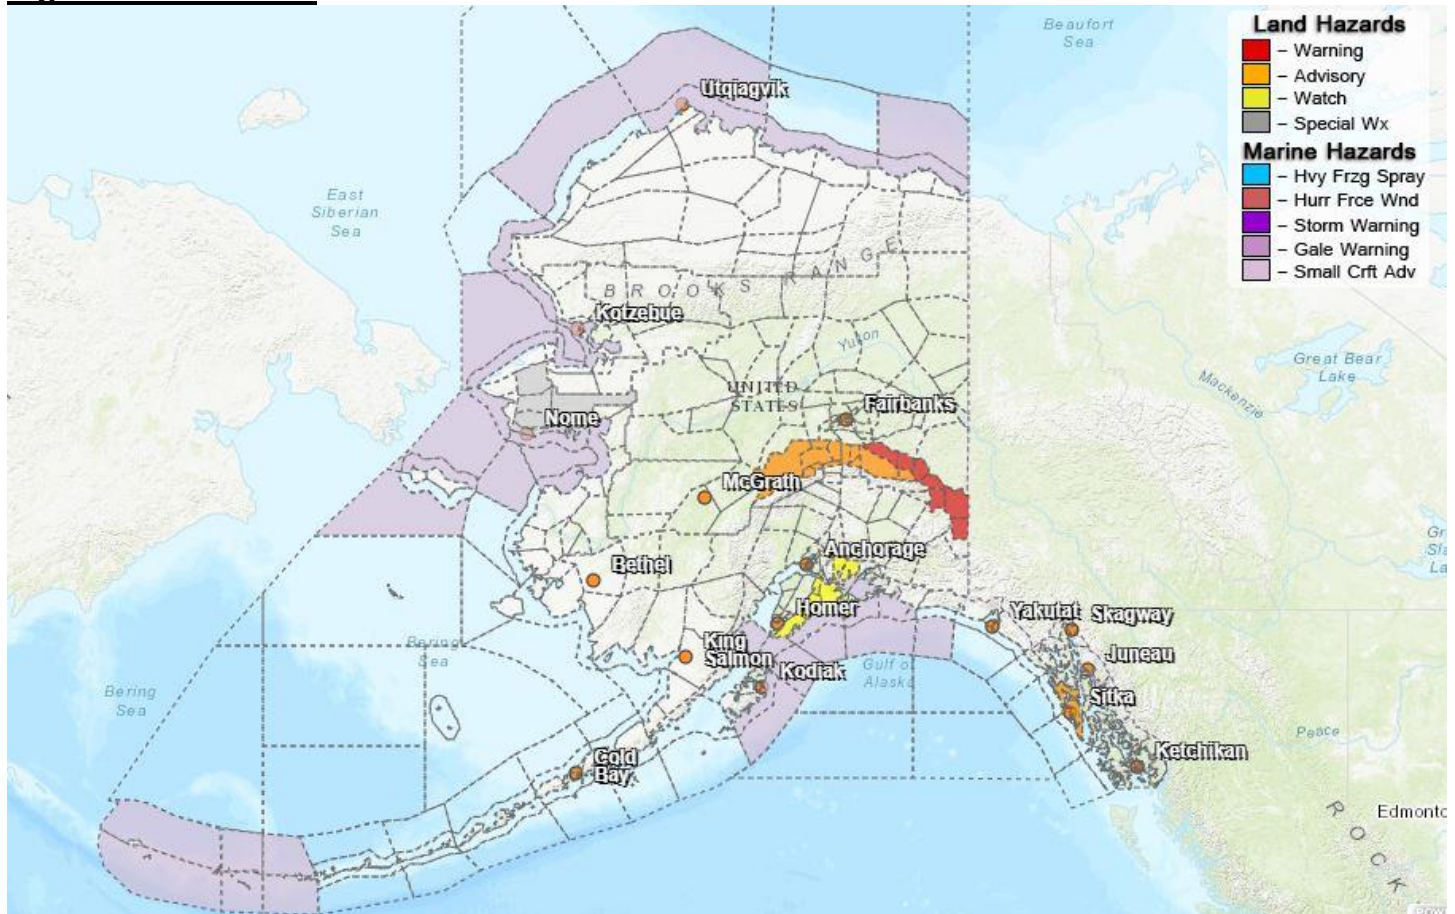 Beaufort
Sea
Land Hazards
– Warning
– Advisory
– Watch
– Special Wx
Marine Hazards
– Hvy Frzg Spray
– Hurr Frce Wnd
– Storm Warning
– Gale Warning
– Small Crft Adv
Utqiagvik
East
Siberian
Sea
BROOKS RANGE
Kotzebue
Yukon
Great Bear
Lake
Mackenzie
UNITED
STATES
Fairbanks
Nome
McGrath
Anchorage
Bethel
Homer
Yakutat
Skagway
King
Salmon
Juneau
Kodiak
Bering
Sea
Gulf of
Alaska
Sitka
Bering
Sea
Peace
Ketchikan
Cold
Bay
Edmonto
ROCK